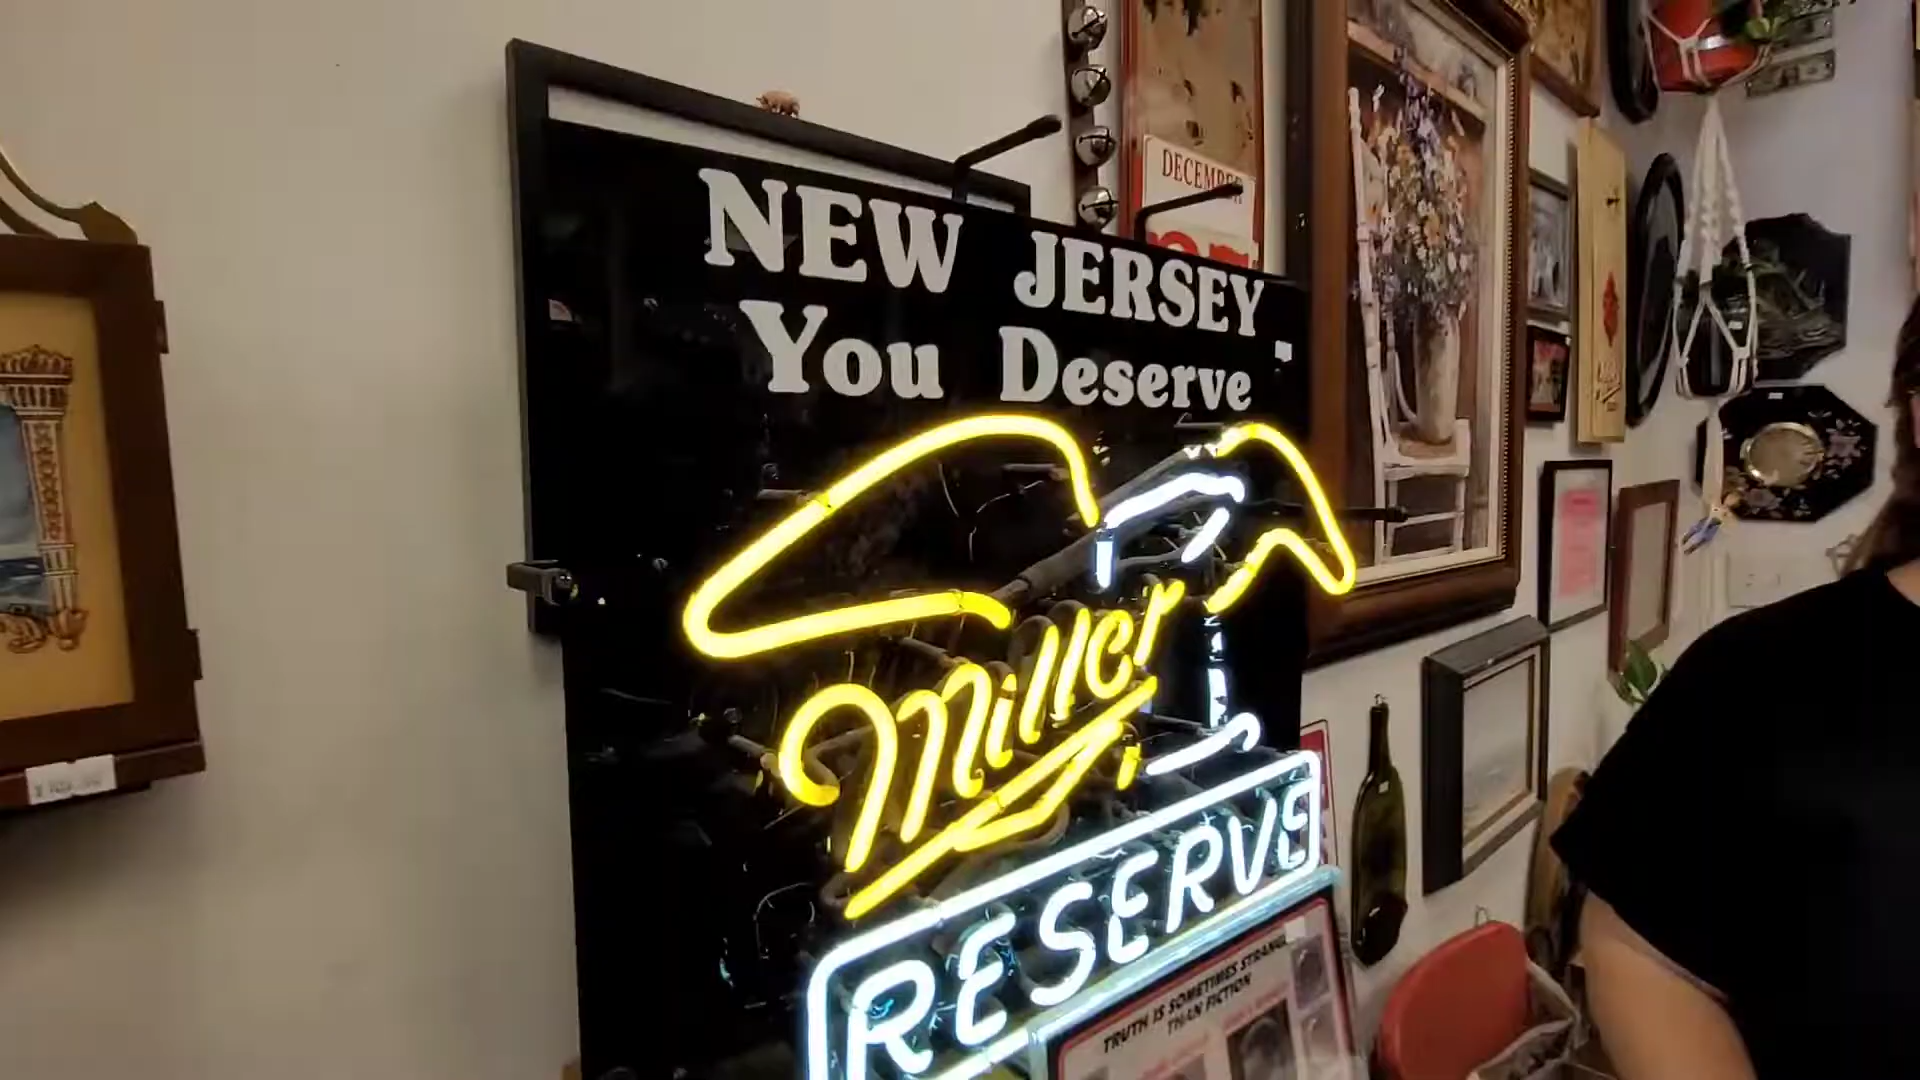 DECEMBER
NEW JERSEY
You Deserve
Miller
RESERVE
TRUTH IS SOMETIMES STRANGER
THAN FICTION